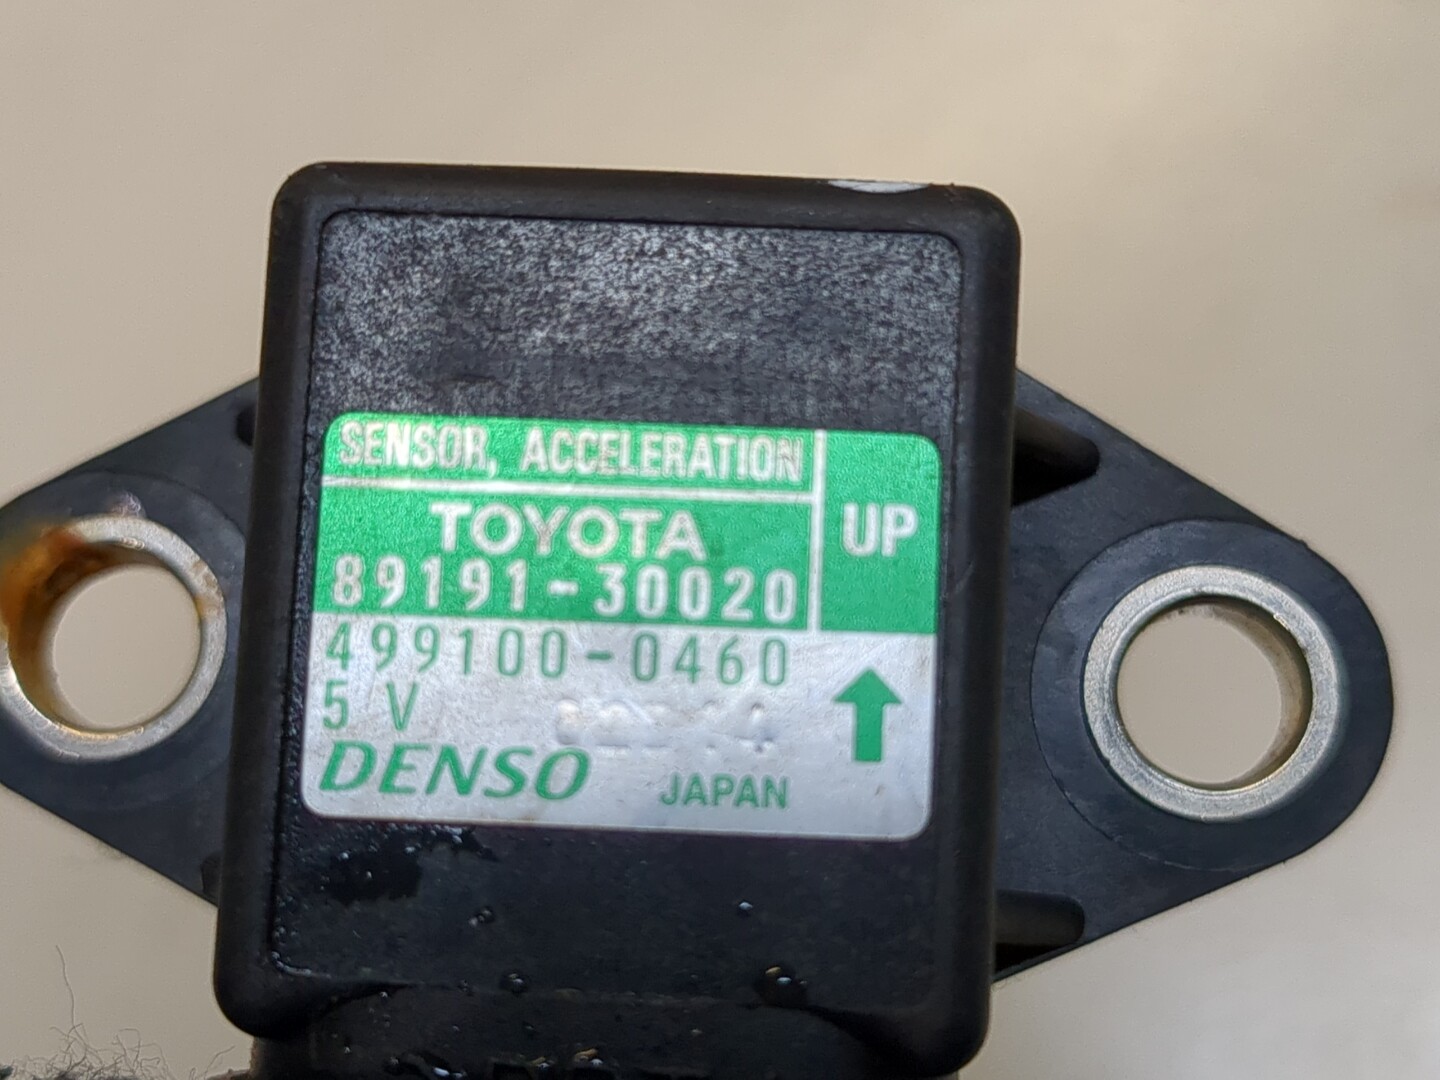 SENSOR, ACCELERATION
TOYOTA
89191-30020
UP
499100-0460
5 V
DENSO JAPAN